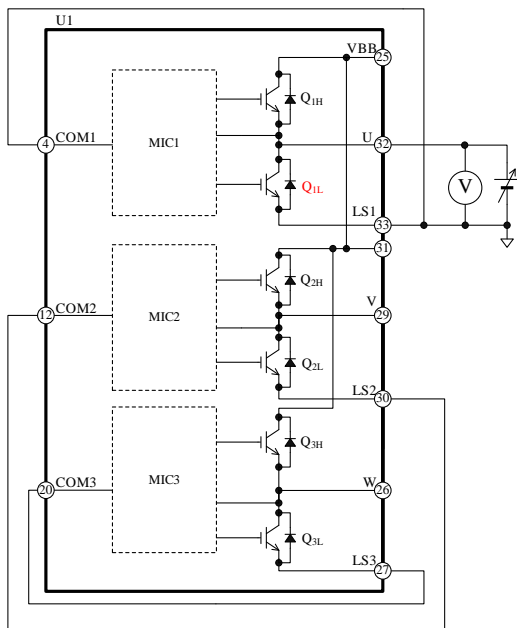 U1
VBB
25
Q1H
4
COM1
MIC1
U
32
V
Q1L
LS1
33
31
Q2H
12
COM2
MIC2
V
29
Q2L
LS2
30
Q3H
20
COM3
MIC3
W
26
Q3L
LS3
27